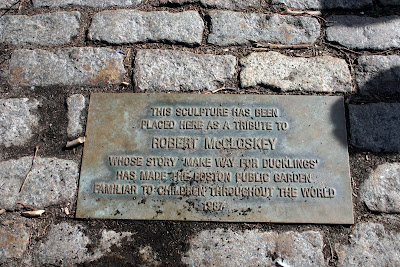 THIS SCULPTURE HAS BEEN
PLACED HERE AS A TRIBUTE TO
ROBERT McCLOSKEY
WHOSE STORY "MAKE WAY FOR DUCKLINGS"
HAS MADE THE BOSTON PUBLIC GARDEN
FAMILIAR TO CHILDREN THROUGHOUT THE WORLD
1987